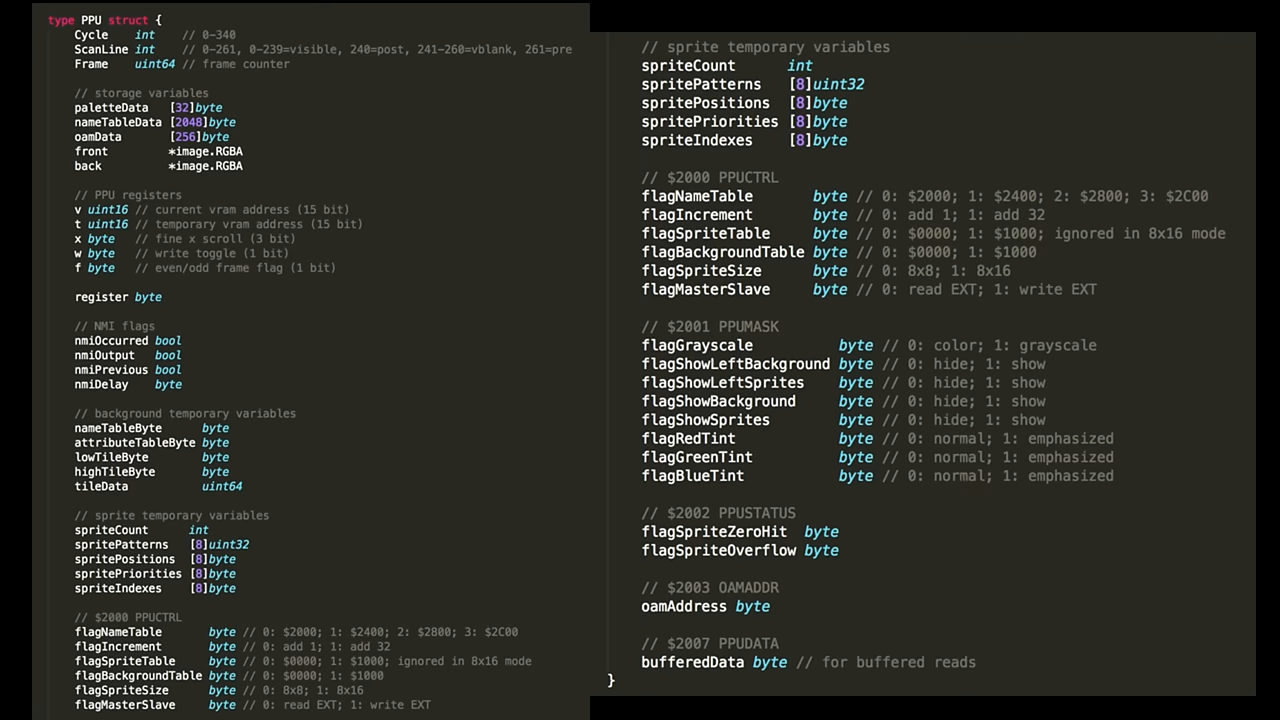 type PPU struct {
Cycle int // 0-340
ScanLine int // 0-261, 0-239=visible, 240=post, 241-260=vblank, 261=pre
Frame uint64 // frame counter
// storage variables
paletteData [32]byte
nameTableData [2048]byte
oamData [256]byte
front *image.RGBA
back *image.RGBA
// PPU registers
v uint16 // current vram address (15 bit)
t uint16 // temporary vram address (15 bit)
x byte // fine x scroll (3 bit)
w byte // write toggle (1 bit)
f byte // even/odd frame flag (1 bit)
register byte
// NMI flags
nmiOccurred bool
nmiOutput bool
nmiPrevious bool
nmiDelay byte
// background temporary variables
nameTableByte byte
attributeTableByte byte
lowTileByte byte
highTileByte byte
tileData uint64
// sprite temporary variables
spriteCount int
spritePatterns [8]uint32
spritePositions [8]byte
spritePriorities [8]byte
spriteIndexes [8]byte
// $2000 PPUCTRL
flagNameTable byte // 0: $2000; 1: $2400; 2: $2800; 3: $2C00
flagIncrement byte // 0: add 1; 1: add 32
flagSpriteTable byte // 0: $0000; 1: $1000; ignored in 8x16 mode
flagBackgroundTable byte // 0: $0000; 1: $1000
flagSpriteSize byte // 0: 8x8; 1: 8x16
flagMasterSlave byte // 0: read EXT; 1: write EXT
// sprite temporary variables
spriteCount int
spritePatterns [8]uint32
spritePositions [8]byte
spritePriorities [8]byte
spriteIndexes [8]byte
// $2000 PPUCTRL
flagNameTable byte // 0: $2000; 1: $2400; 2: $2800; 3: $2C00
flagIncrement byte // 0: add 1; 1: add 32
flagSpriteTable byte // 0: $0000; 1: $1000; ignored in 8x16 mode
flagBackgroundTable byte // 0: $0000; 1: $1000
flagSpriteSize byte // 0: 8x8; 1: 8x16
flagMasterSlave byte // 0: read EXT; 1: write EXT
// $2001 PPUMASK
flagGrayscale byte // 0: color; 1: grayscale
flagShowLeftBackground byte // 0: hide; 1: show
flagShowLeftSprites byte // 0: hide; 1: show
flagShowBackground byte // 0: hide; 1: show
flagShowSprites byte // 0: hide; 1: show
flagRedTint byte // 0: normal; 1: emphasized
flagGreenTint byte // 0: normal; 1: emphasized
flagBlueTint byte // 0: normal; 1: emphasized
// $2002 PPUSTATUS
flagSpriteZeroHit byte
flagSpriteOverflow byte
// $2003 OAMADDR
oamAddress byte
// $2007 PPUDATA
bufferedData byte // for buffered reads
}